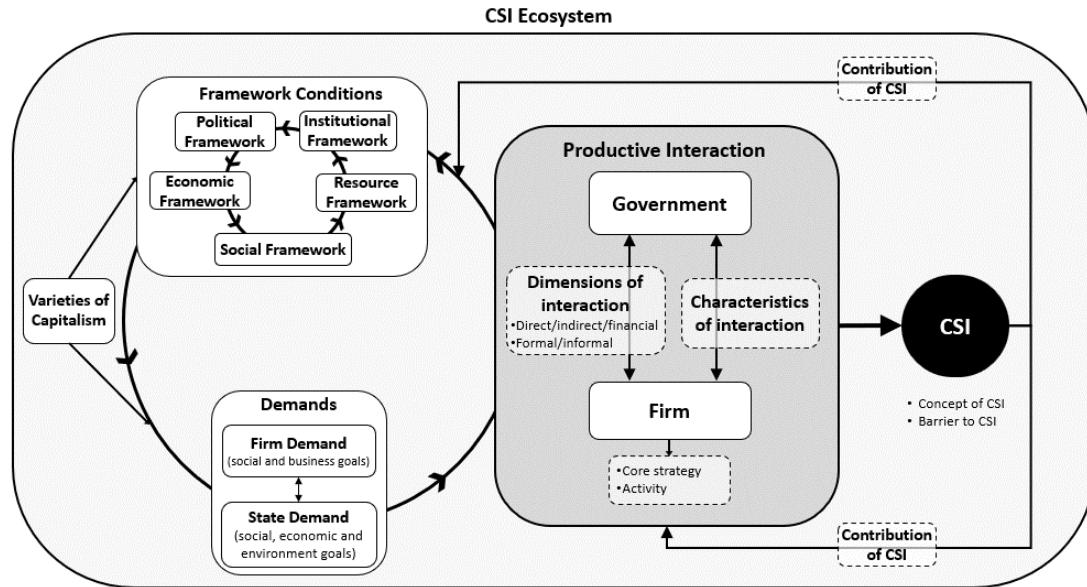 CSI Ecosystem
Contribution
of CSI
Framework Conditions
Political
Framework
Institutional
Framework
Economic
Framework
Resource
Framework
Social Framework
Varieties of
Capitalism
Demands
Firm Demand
(social and business goals)
State Demand
(social, economic and
environment goals)
Productive Interaction
Government
Dimensions of
interaction
•Direct/indirect/financial
•Formal/informal
Characteristics
of interaction
Firm
•Core strategy
•Activity
CSI
• Concept of CSI
• Barrier to CSI
Contribution
of CSI